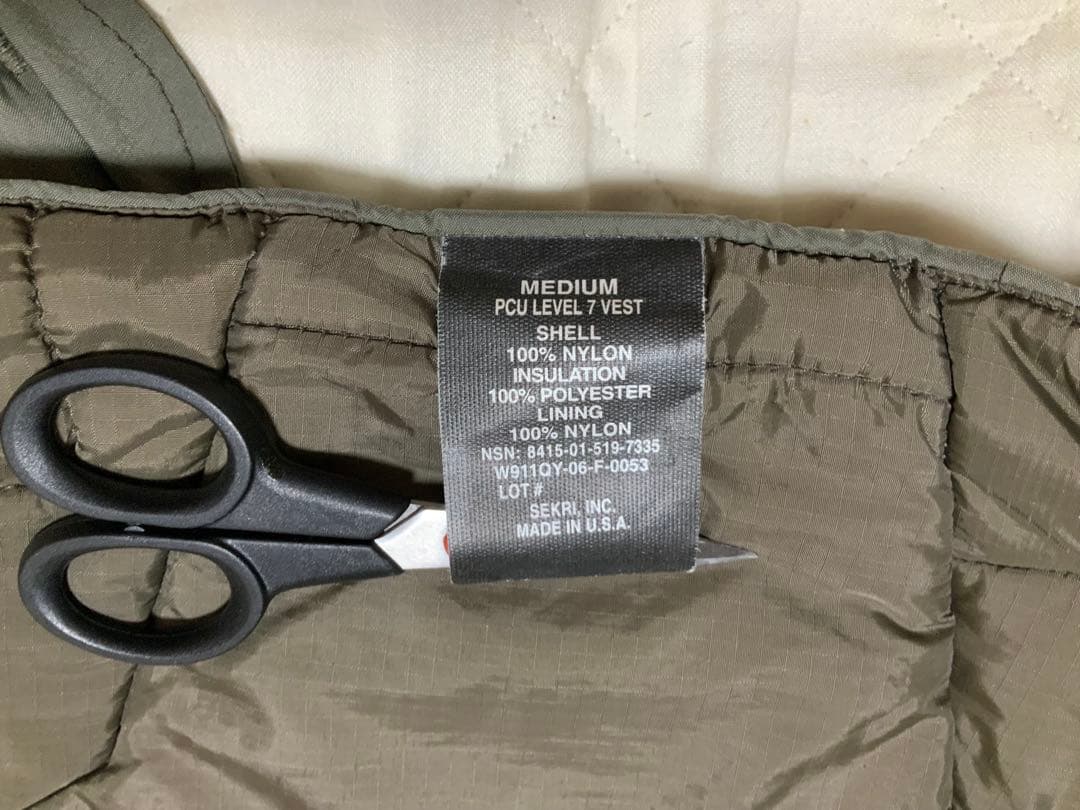 MEDIUM
PCU LEVEL 7 VEST
SHELL
100% NYLON
INSULATION
100% POLYESTER
LINING
100% NYLON
NSN: 8415-01-519-7335
W911QY-06-F-0053
LOT #
SEKRI, INC.
MADE IN U.S.A.